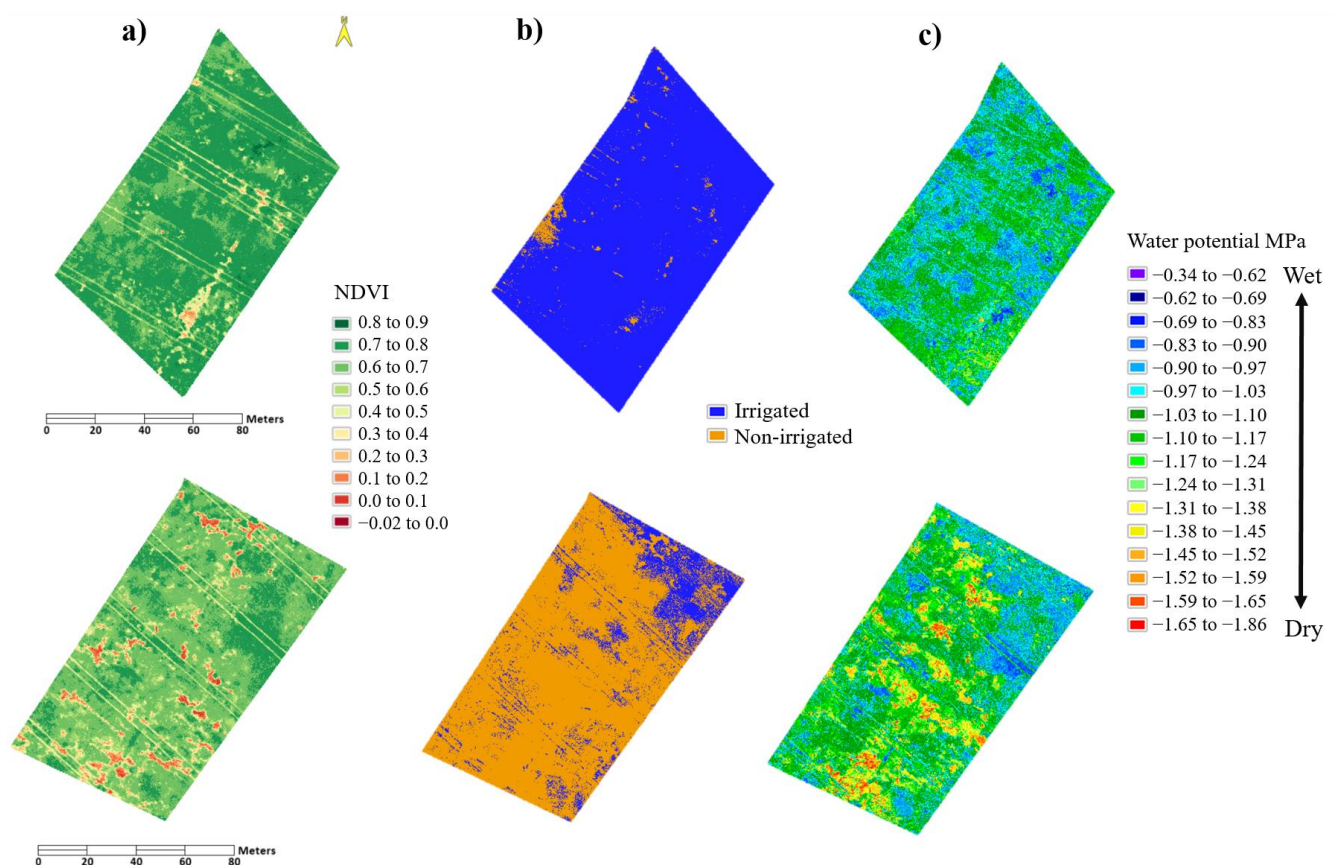 a)
N
b)
c)
NDVI
0.8 to 0.9
0.7 to 0.8
0.6 to 0.7
0.5 to 0.6
0.4 to 0.5
0.3 to 0.4
0.2 to 0.3
0.1 to 0.2
0.0 to 0.1
−0.02 to 0.0
0 20 40 60 80 Meters
Irrigated
Non-irrigated
Water potential MPa
−0.34 to −0.62
−0.62 to −0.69
−0.69 to −0.83
−0.83 to −0.90
−0.90 to −0.97
−0.97 to −1.03
−1.03 to −1.10
−1.10 to −1.17
−1.17 to −1.24
−1.24 to −1.31
−1.31 to −1.38
−1.38 to −1.45
−1.45 to −1.52
−1.52 to −1.59
−1.59 to −1.65
−1.65 to −1.86
Wet
Dry
0 20 40 60 80 Meters